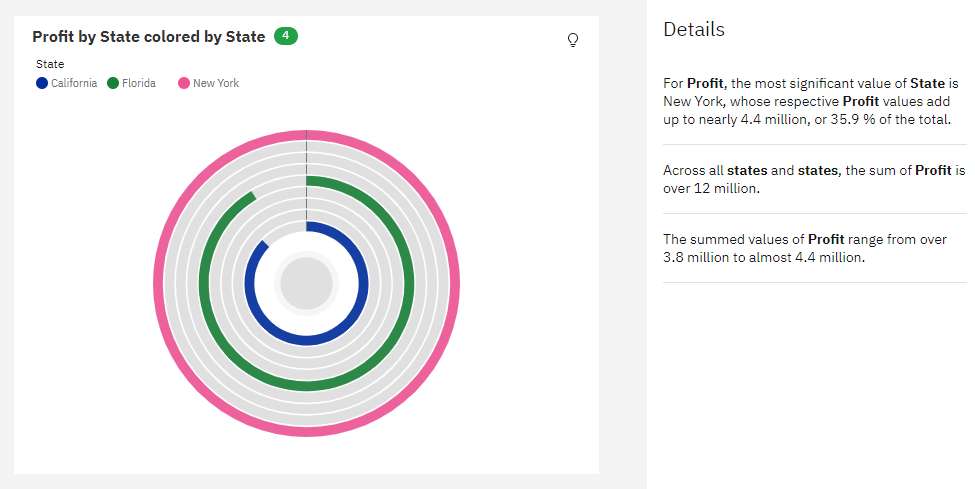 Profit by State colored by State 4
State
California Florida New York
Details
For Profit, the most significant value of State is
New York, whose respective Profit values add
up to nearly 4.4 million, or 35.9 % of the total.
Across all states and states, the sum of Profit is
over 12 million.
The summed values of Profit range from over
3.8 million to almost 4.4 million.